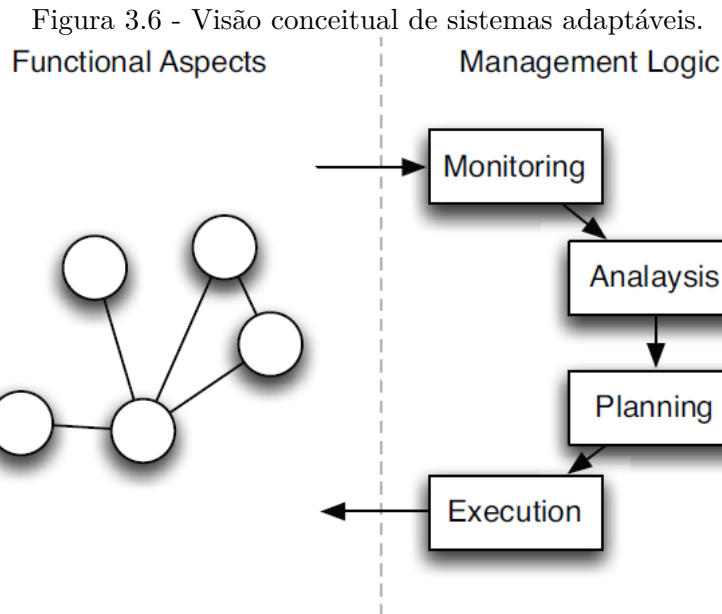 Figura 3.6 - Visão conceitual de sistemas adaptáveis.
Functional Aspects
Management Logic
Monitoring
Analaysis
Planning
Execution